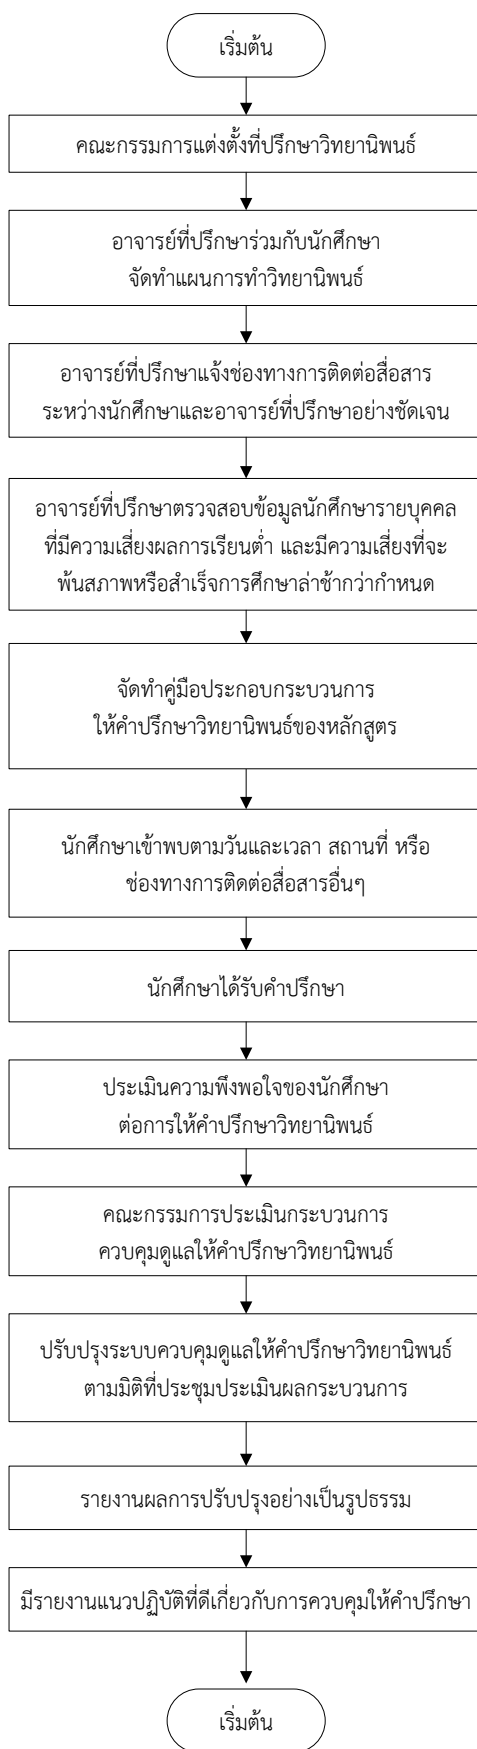 เริ่มต้น
คณะกรรมการแต่งตั้งที่ปรึกษาวิทยานิพนธ์
อาจารย์ที่ปรึกษาร่วมกับนักศึกษา
จัดทำแผนการทำวิทยานิพนธ์
อาจารย์ที่ปรึกษาแจ้งช่องทางการติดต่อสื่อสาร
ระหว่างนักศึกษาและอาจารย์ที่ปรึกษาอย่างชัดเจน
อาจารย์ที่ปรึกษาตรวจสอบข้อมูลนักศึกษารายบุคคล
ที่มีความเสี่ยงผลการเรียนต่ำ และมีความเสี่ยงที่จะ
พ้นสภาพหรือสำเร็จการศึกษาล่าช้ากว่ากำหนด
จัดทำคู่มือประกอบกระบวนการ
ให้คำปรึกษาวิทยานิพนธ์ของหลักสูตร
นักศึกษาเข้าพบตามวันและเวลา สถานที่ หรือ
ช่องทางการติดต่อสื่อสารอื่นๆ
นักศึกษาได้รับคำปรึกษา
ประเมินความพึงพอใจของนักศึกษา
ต่อการให้คำปรึกษาวิทยานิพนธ์
คณะกรรมการประเมินกระบวนการ
ควบคุมดูแลให้คำปรึกษาวิทยานิพนธ์
ปรับปรุงระบบควบคุมดูแลให้คำปรึกษาวิทยานิพนธ์
ตามมิติที่ประชุมประเมินผลกระบวนการ
รายงานผลการปรับปรุงอย่างเป็นรูปธรรม
มีรายงานแนวปฏิบัติที่ดีเกี่ยวกับการควบคุมให้คำปรึกษา
เริ่มต้น